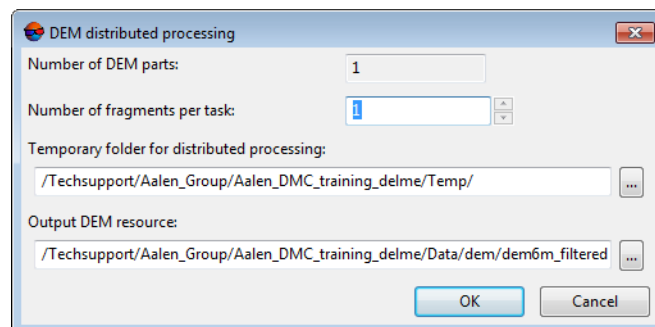 DEM distributed processing
Number of DEM parts: 1
Number of fragments per task: 1
Temporary folder for distributed processing:
/Techsupport/Aalen_Group/Aalen_DMC_training_delme/Temp/ ...
Output DEM resource:
/Techsupport/Aalen_Group/Aalen_DMC_training_delme/Data/dem/dem6m_filtered ...
OK Cancel